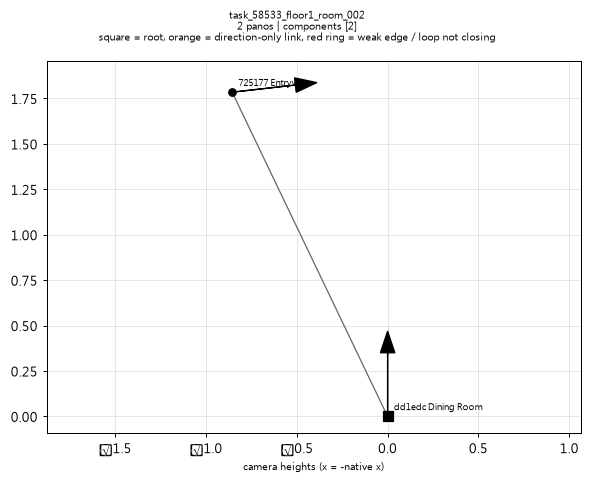 task_58533_floor1_room_002
2 panos | components [2]
square = root, orange = direction-only link, red ring = weak edge / loop not closing
725177 Entry
1.75
1.50
1.25
1.00
0.75
0.50
0.25
0.00
dd1edc Dining Room
1.5 1.0 0.5 0.0 0.5 1.0
camera heights (x = -native x)